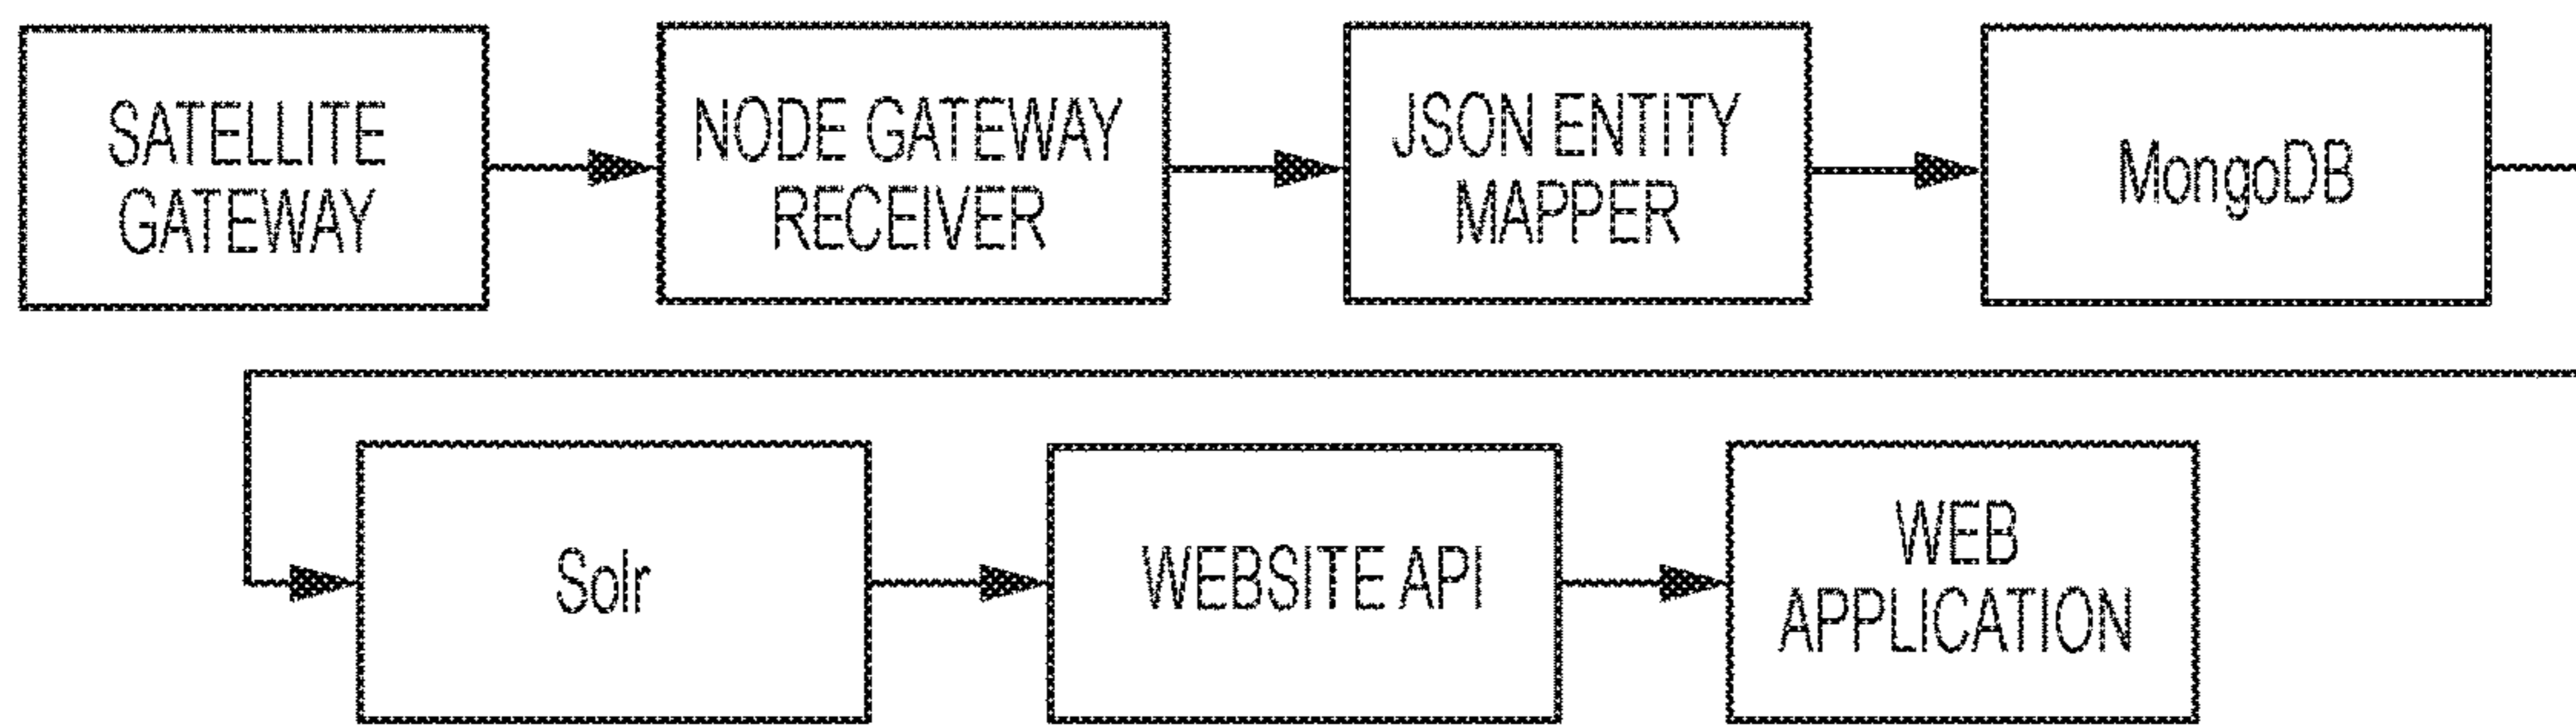 SATELLITE
GATEWAY
NODE GATEWAY
RECEIVER
JSON ENTITY
MAPPER
MongoDB
Solr
WEBSITE API
WEB
APPLICATION